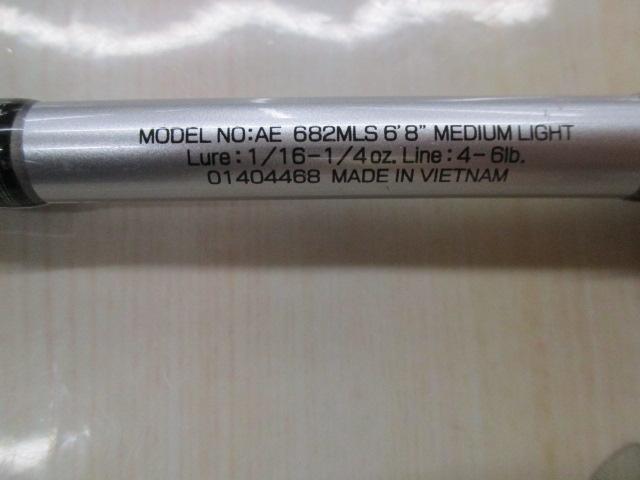 MODEL NO:AE 682MLS 6'8" MEDIUM LIGHT
Lure:1/16-1/4oz. Line:4-6lb.
01404468 MADE IN VIETNAM